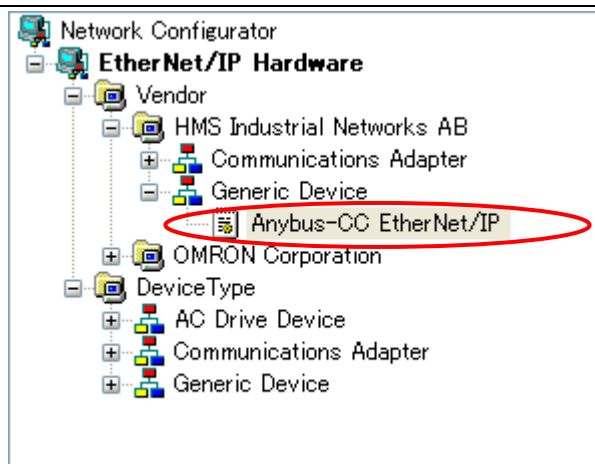 Network Configurator
EtherNet/IP Hardware
Vendor
HMS Industrial Networks AB
Communications Adapter
Generic Device
Anybus-CC EtherNet/IP
OMRON Corporation
DeviceType
AC Drive Device
Communications Adapter
Generic Device